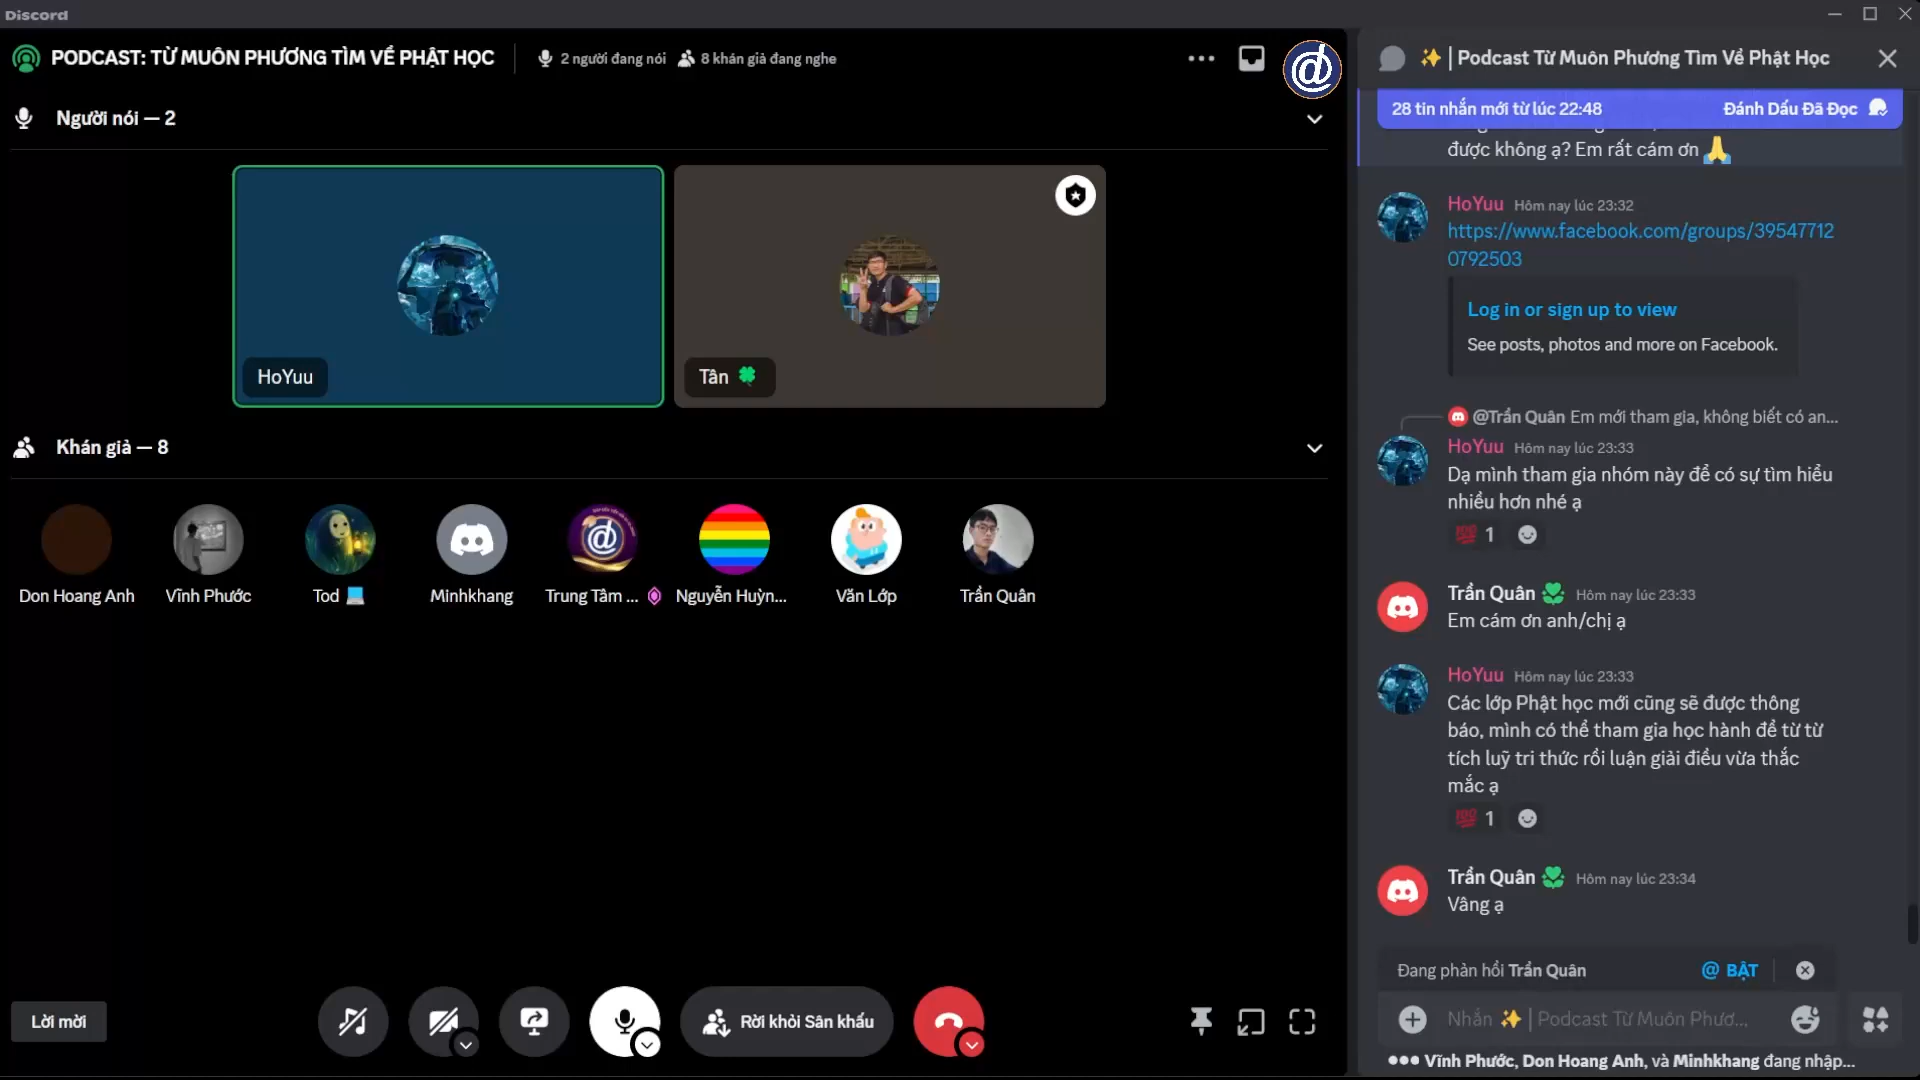 Discord
PODCAST: TỪ MUÔN PHƯƠNG TÌM VỀ PHẬT HỌC
2 người đang nói
8 khán giả đang nghe
Người nói — 2
HoYuu
Tân
Khán giả — 8
Don Hoang Anh
Vĩnh Phước
Tod
Minhkhang
Trung Tâm ...
Nguyễn Huỳn...
Văn Lớp
Trần Quân
Lời mời
Rời khỏi Sân khấu
Podcast Từ Muôn Phương Tìm Về Phật Học
28 tin nhắn mới từ lúc 22:48
Đánh Dấu Đã Đọc
được không ạ? Em rất cám ơn 🙏
HoYuu Hôm nay lúc 23:32
https://www.facebook.com/groups/39547712
0792503
Log in or sign up to view
See posts, photos and more on Facebook.
@Trần Quân Em mới tham gia, không biết có an...
HoYuu Hôm nay lúc 23:33
Dạ mình tham gia nhóm này để có sự tìm hiểu
nhiều hơn nhé ạ
💯 1
Trần Quân Hôm nay lúc 23:33
Em cám ơn anh/chị ạ
HoYuu Hôm nay lúc 23:33
Các lớp Phật học mới cũng sẽ được thông
báo, mình có thể tham gia học hành để từ từ
tích luỹ tri thức rồi luận giải điều vừa thắc
mắc ạ
💯 1
Trần Quân Hôm nay lúc 23:34
Vâng ạ
Đang phản hồi Trần Quân
@ BẬT
Nhắn ✨ | Podcast Từ Muôn Phươ...
Vĩnh Phước, Don Hoang Anh, và Minhkhang đang nhập...